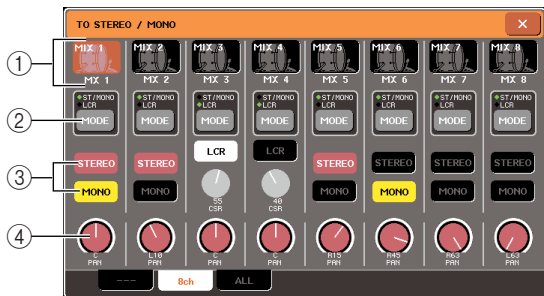 TO STEREO / MONO ×
① MIX 1 MIX 2 MIX 3 MIX 4 MIX 5 MIX 6 MIX 7 MIX 8
MX 1 MX 2 MX 3 MX 4 MX 5 MX 6 MX 7 MX 8
ST/MONO ST/MONO ST/MONO ST/MONO ST/MONO ST/MONO ST/MONO ST/MONO
LCR LCR LCR LCR LCR LCR LCR LCR
② MODE MODE MODE MODE MODE MODE MODE MODE
LCR LCR
③ STEREO STEREO STEREO STEREO STEREO STEREO
MONO MONO 55 40 MONO MONO MONO MONO
CSR CSR
④ C L10 C C R15 R45 R63 L63
PAN PAN PAN PAN PAN PAN PAN PAN
--- 8ch ALL